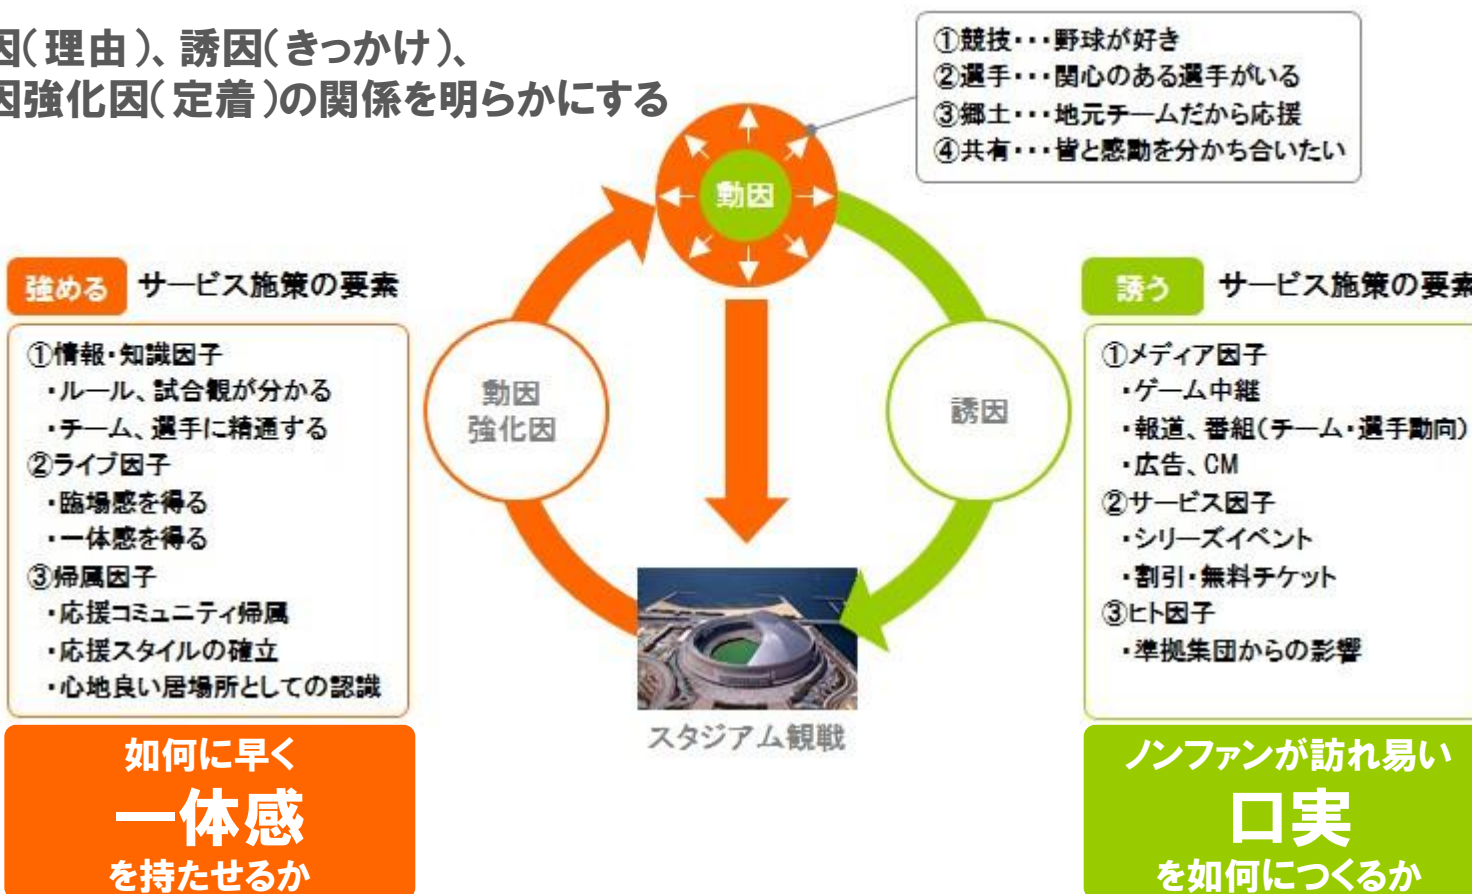 因(理由)、誘因(きっかけ)、
因強化因(定着)の関係を明らかにする
①競技・・・野球が好き
②選手・・・関心のある選手がいる
③郷土・・・地元チームだから応援
④共有・・・皆と感動を分かち合いたい
動因
強める
サービス施策の要素
①情報・知識因子
・ルール、試合観が分かる
・チーム、選手に精通する
②ライブ因子
・臨場感を得る
・一体感を得る
③帰属因子
・応援コミュニティ帰属
・応援スタイルの確立
・心地良い居場所としての認識
如何に早く
一体感
を持たせるか
動因
強化因
誘因
スタジアム観戦
誘う
サービス施策の要素
①メディア因子
・ゲーム中継
・報道、番組(チーム・選手動向)
・広告、CM
②サービス因子
・シリーズイベント
・割引・無料チケット
③ヒト因子
・準拠集団からの影響
ノンファンが訪れ易い
口実
を如何につくるか